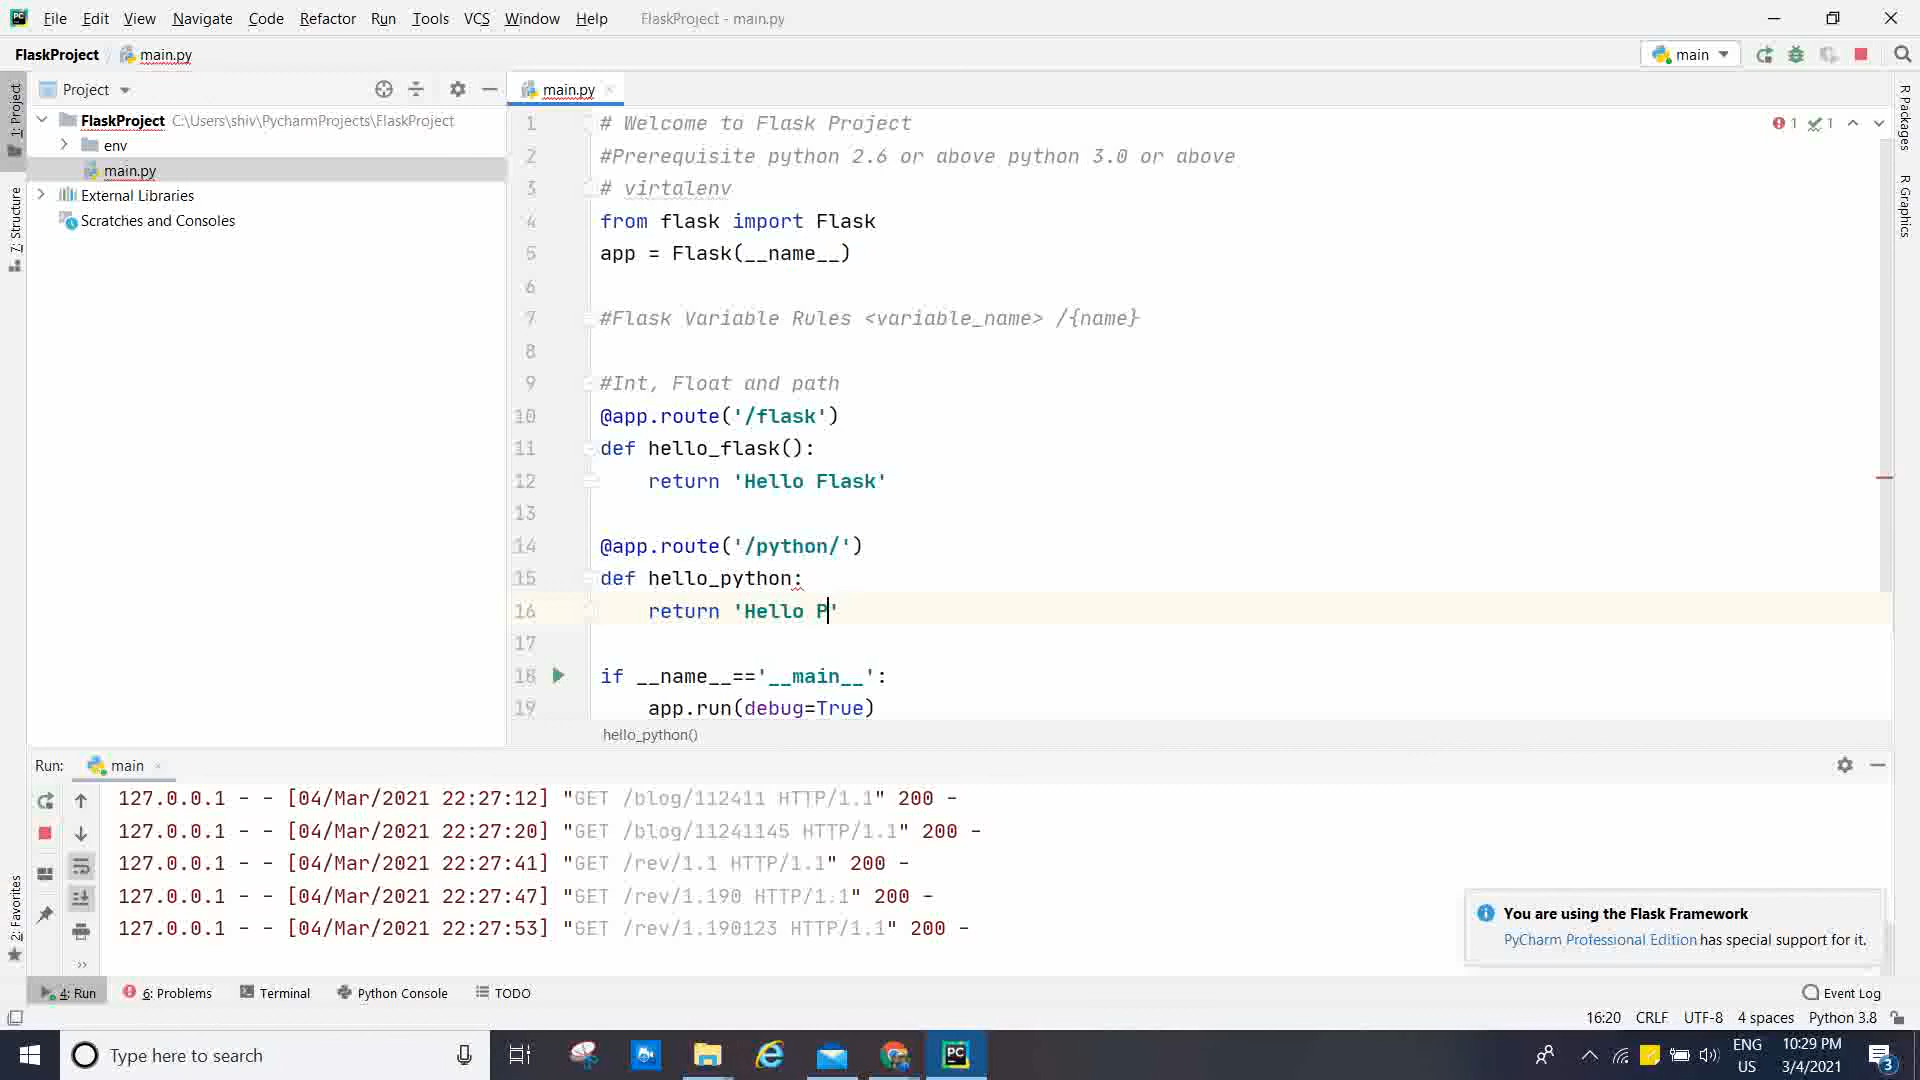 File Edit View Navigate Code Refactor Run Tools VCS Window Help FlaskProject - main.py
FlaskProject main.py main
1: Project
7: Structure
2: Favorites
Project
FlaskProject C:\Users\shiv\PycharmProjects\FlaskProject
env
main.py
External Libraries
Scratches and Consoles
main.py
1 # Welcome to Flask Project
2 #Prerequisite python 2.6 or above python 3.0 or above
3 # virtalenv
4 from flask import Flask
5 app = Flask(__name__)
6
7 #Flask Variable Rules <variable_name> /{name}
8
9 #Int, Float and path
10 @app.route('/flask')
11 def hello_flask():
12 return 'Hello Flask'
13
14 @app.route('/python/')
15 def hello_python:
16 return 'Hello P'
17
18 if __name__=='__main__':
19 app.run(debug=True)
hello_python()
1 1
R Packages
R Graphics
Run: main
127.0.0.1 - - [04/Mar/2021 22:27:12] "GET /blog/112411 HTTP/1.1" 200 -
127.0.0.1 - - [04/Mar/2021 22:27:20] "GET /blog/11241145 HTTP/1.1" 200 -
127.0.0.1 - - [04/Mar/2021 22:27:41] "GET /rev/1.1 HTTP/1.1" 200 -
127.0.0.1 - - [04/Mar/2021 22:27:47] "GET /rev/1.190 HTTP/1.1" 200 -
127.0.0.1 - - [04/Mar/2021 22:27:53] "GET /rev/1.190123 HTTP/1.1" 200 -
You are using the Flask Framework
PyCharm Professional Edition has special support for it.
4: Run 6: Problems Terminal Python Console TODO Event Log
16:20 CRLF UTF-8 4 spaces Python 3.8
Type here to search
PC
ENG
US
10:29 PM
3/4/2021
3